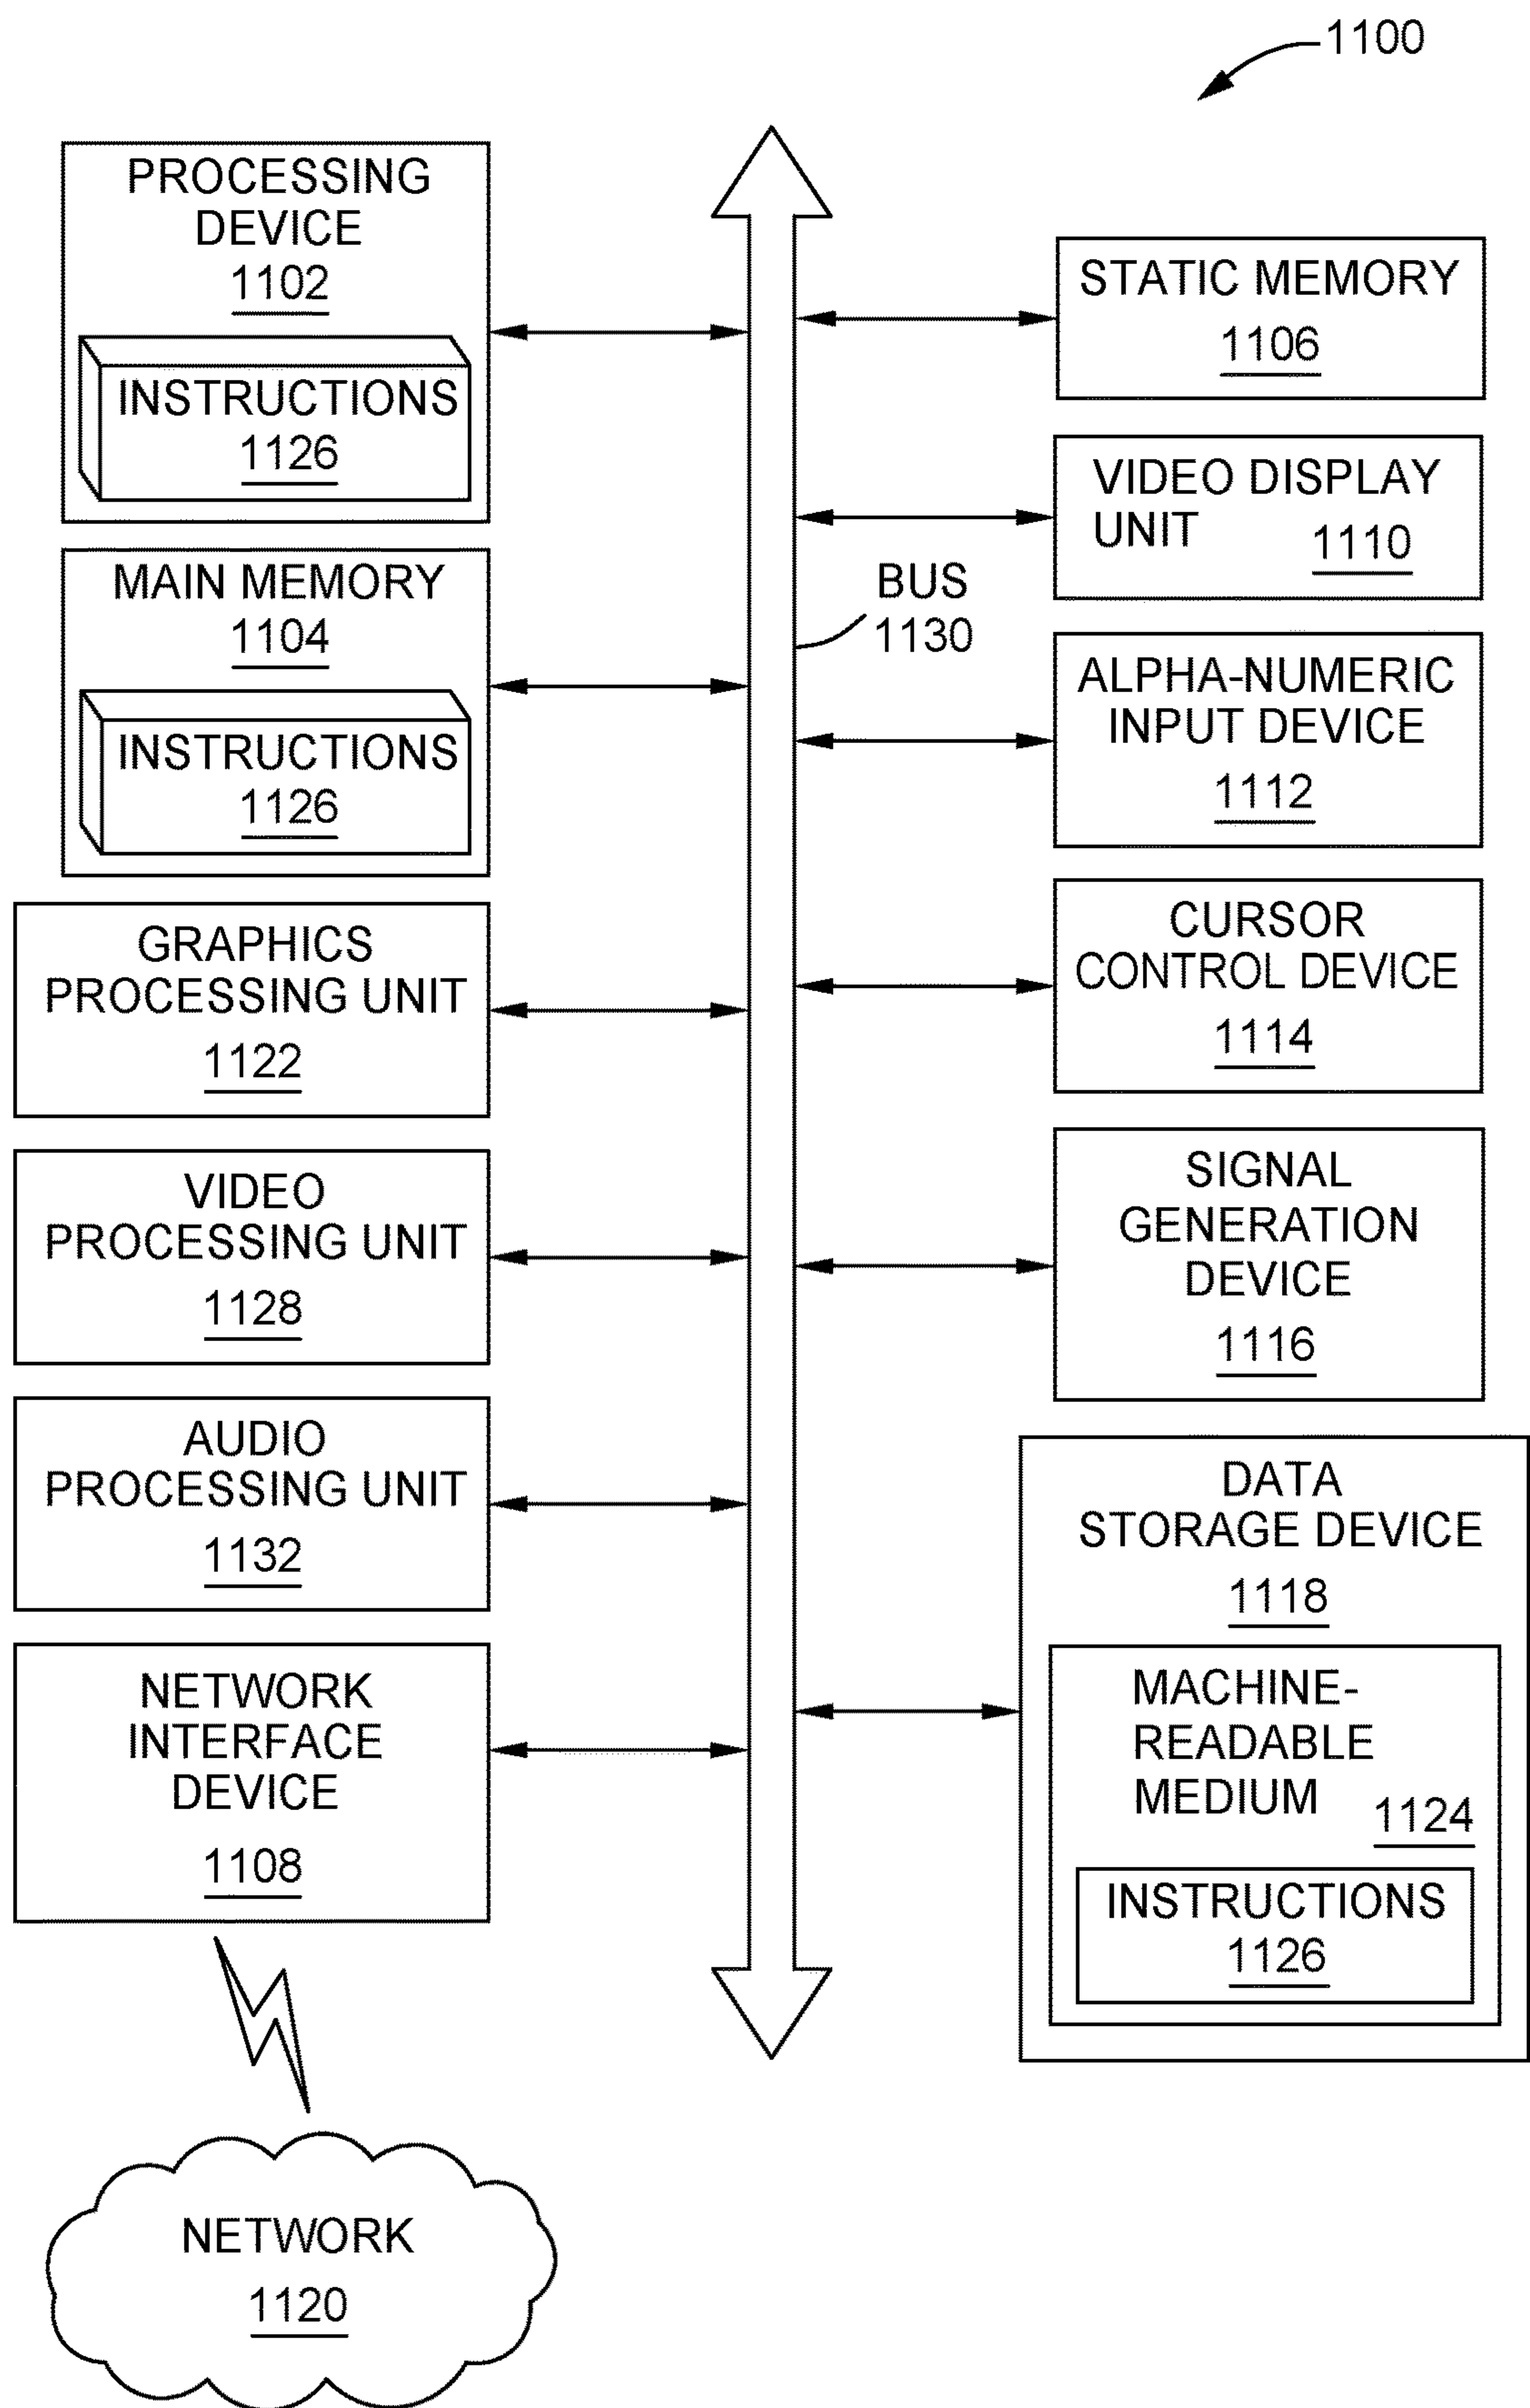 1100
PROCESSING
DEVICE
1102
INSTRUCTIONS
1126
MAIN MEMORY
1104
INSTRUCTIONS
1126
GRAPHICS
PROCESSING UNIT
1122
VIDEO
PROCESSING UNIT
1128
AUDIO
PROCESSING UNIT
1132
NETWORK
INTERFACE
DEVICE
1108
NETWORK
1120
BUS
1130
STATIC MEMORY
1106
VIDEO DISPLAY
UNIT 1110
ALPHA-NUMERIC
INPUT DEVICE
1112
CURSOR
CONTROL DEVICE
1114
SIGNAL
GENERATION
DEVICE
1116
DATA
STORAGE DEVICE
1118
MACHINE-
READABLE
MEDIUM 1124
INSTRUCTIONS
1126